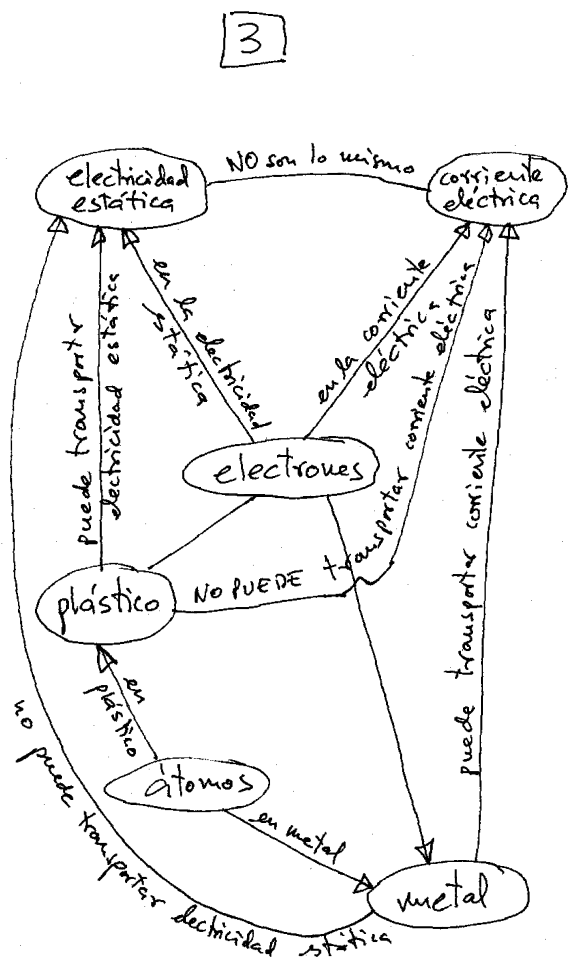 3
electricidad
estática
NO son lo mismo
corriente
eléctrica
puede transportar
electricidad estática
en la electricidad
estática
en la corriente
eléctrica
electrones
NO PUEDE transportar corriente eléctrica
puede transportar corriente eléctrica
plástico
en
plástico
átomos
en metal
metal
no puede transportar electricidad estática